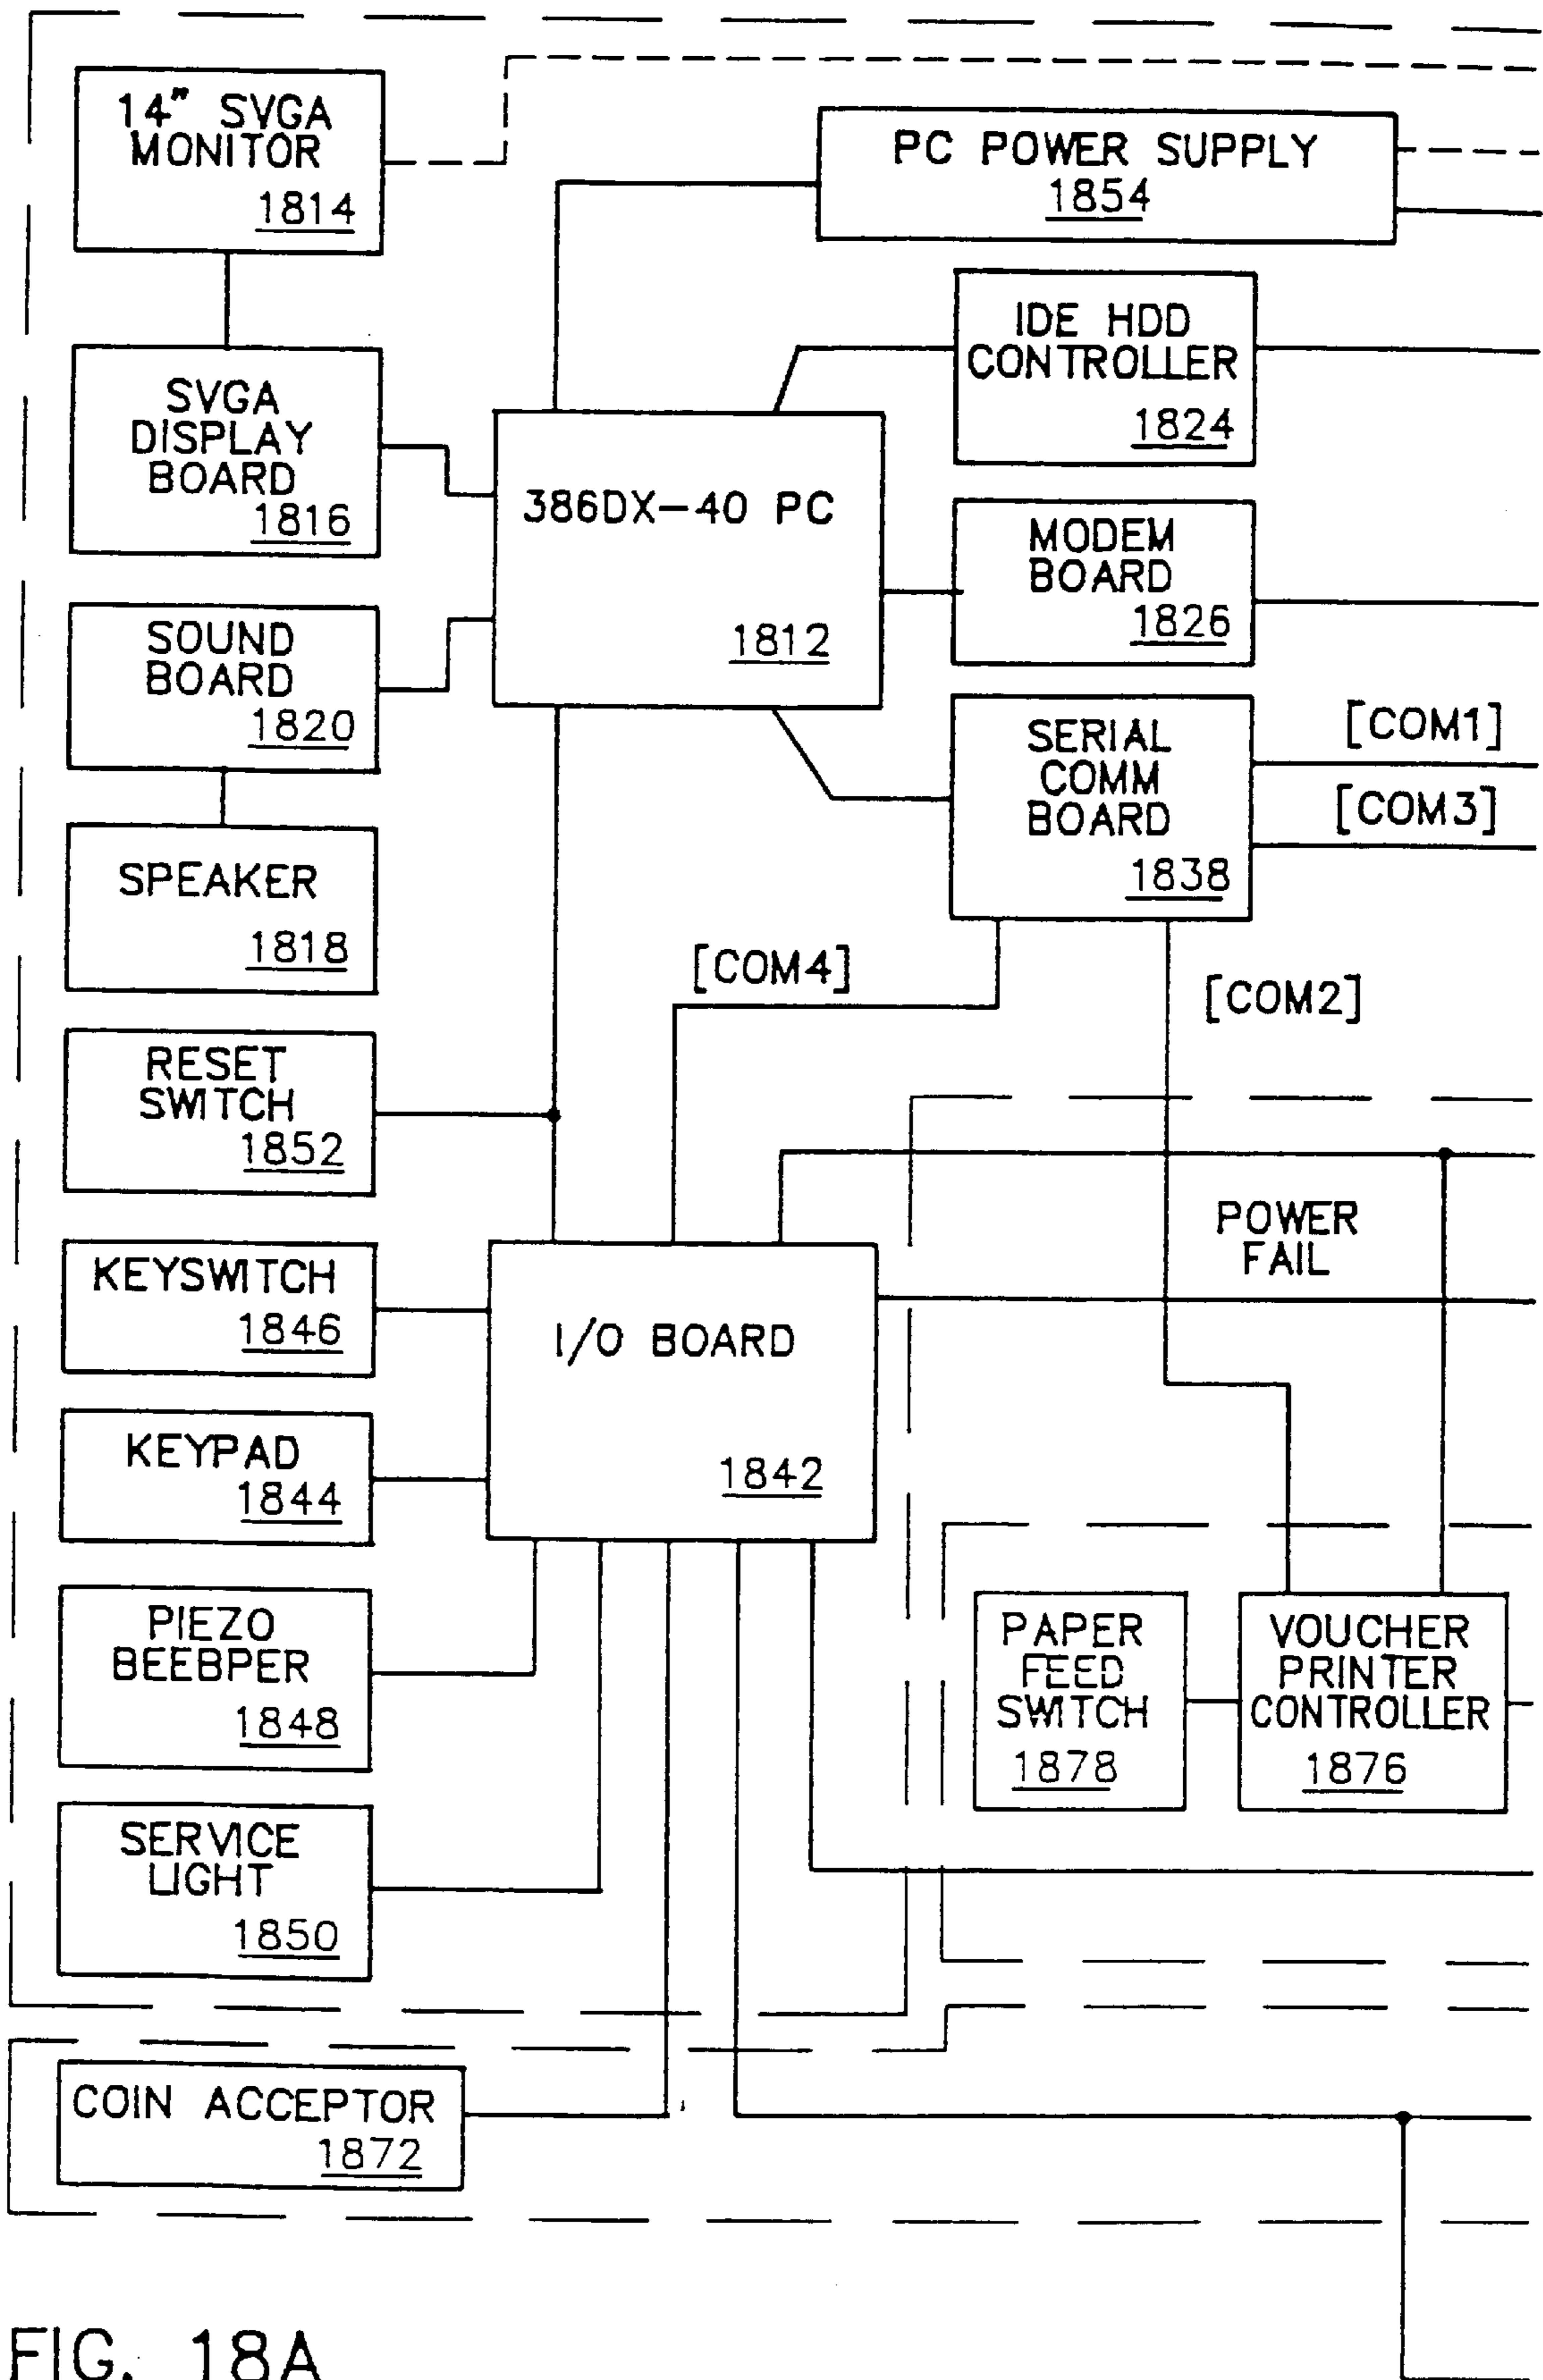 14" SVGA
MONITOR
1814
PC POWER SUPPLY
1854
IDE HDD
CONTROLLER
1824
SVGA
DISPLAY
BOARD
1816
386DX-40 PC
1812
MODEM
BOARD
1826
SOUND
BOARD
1820
SERIAL
COMM
BOARD
1838
[COM1]
[COM3]
SPEAKER
1818
[COM4]
[COM2]
RESET
SWITCH
1852
POWER
FAIL
KEYSWITCH
1846
I/O BOARD
1842
KEYPAD
1844
PIEZO
BEEBPER
1848
PAPER
FEED
SWITCH
1878
VOUCHER
PRINTER
CONTROLLER
1876
SERVICE
LIGHT
1850
COIN ACCEPTOR
1872
FIG. 18A